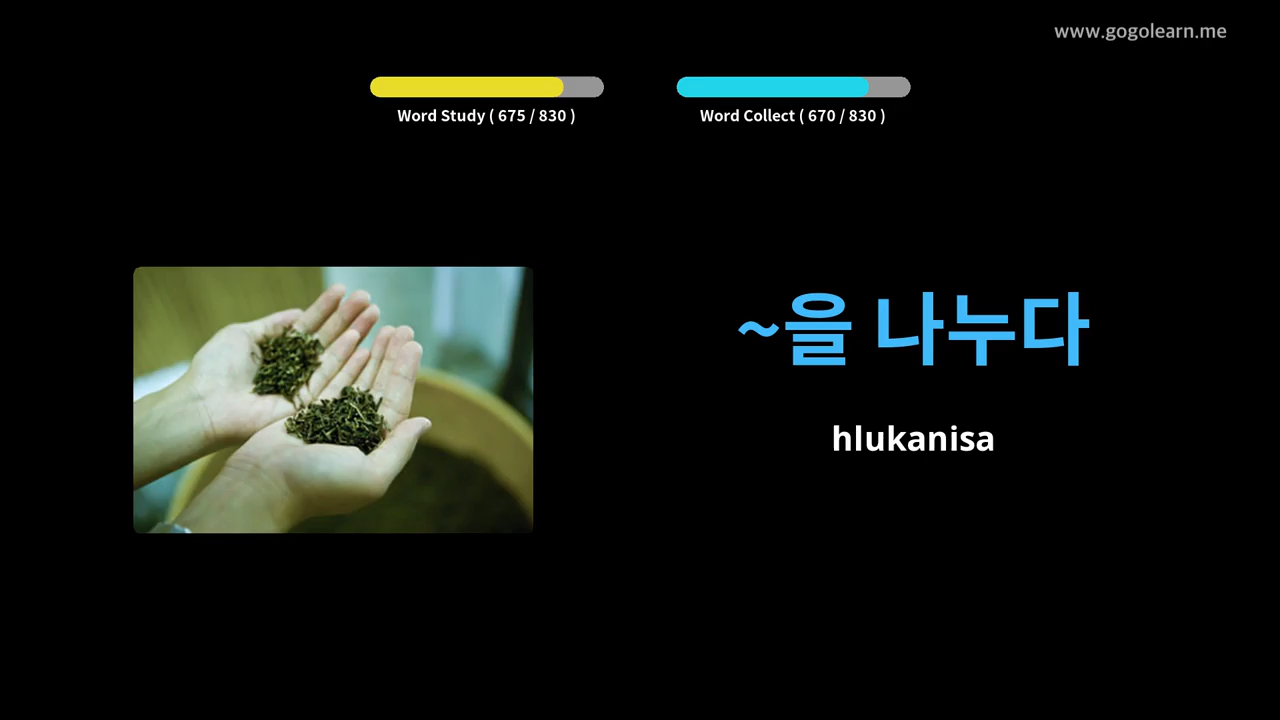 www.gogolearn.me
Word Study ( 675 / 830 )
Word Collect ( 670 / 830 )
~을 나누다
hlukanisa